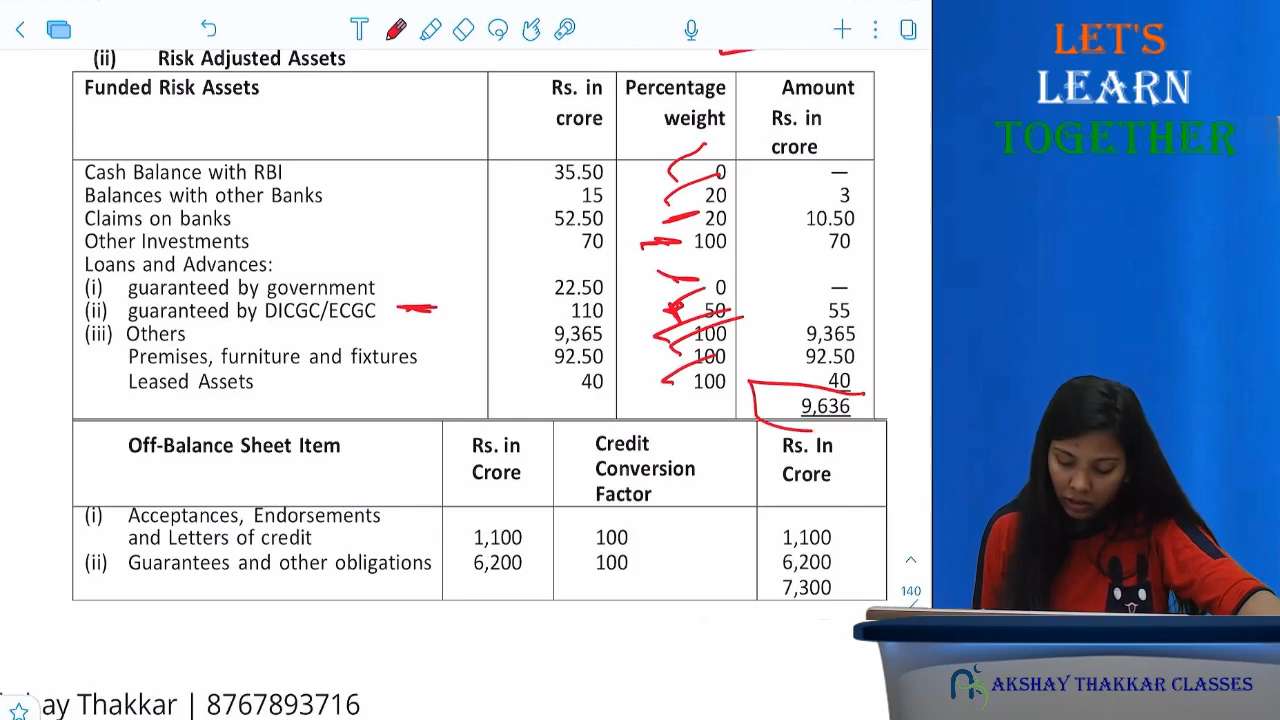 (ii) Risk Adjusted Assets
Funded Risk Assets Rs. in crore Percentage weight Amount Rs. in crore
Cash Balance with RBI 35.50 0 —
Balances with other Banks 15 20 3
Claims on banks 52.50 20 10.50
Other Investments 70 100 70
Loans and Advances:
(i) guaranteed by government 22.50 0 —
(ii) guaranteed by DICGC/ECGC 110 50 55
(iii) Others 9,365 100 9,365
Premises, furniture and fixtures 92.50 100 92.50
Leased Assets 40 100 40
9,636
Off-Balance Sheet Item Rs. in Crore Credit Conversion Factor Rs. In Crore
(i) Acceptances, Endorsements
and Letters of credit 1,100 100 1,100
(ii) Guarantees and other obligations 6,200 100 6,200
7,300
140
ay Thakkar | 8767893716
LET'S
LEARN
TOGETHER
AKSHAY THAKKAR CLASSES